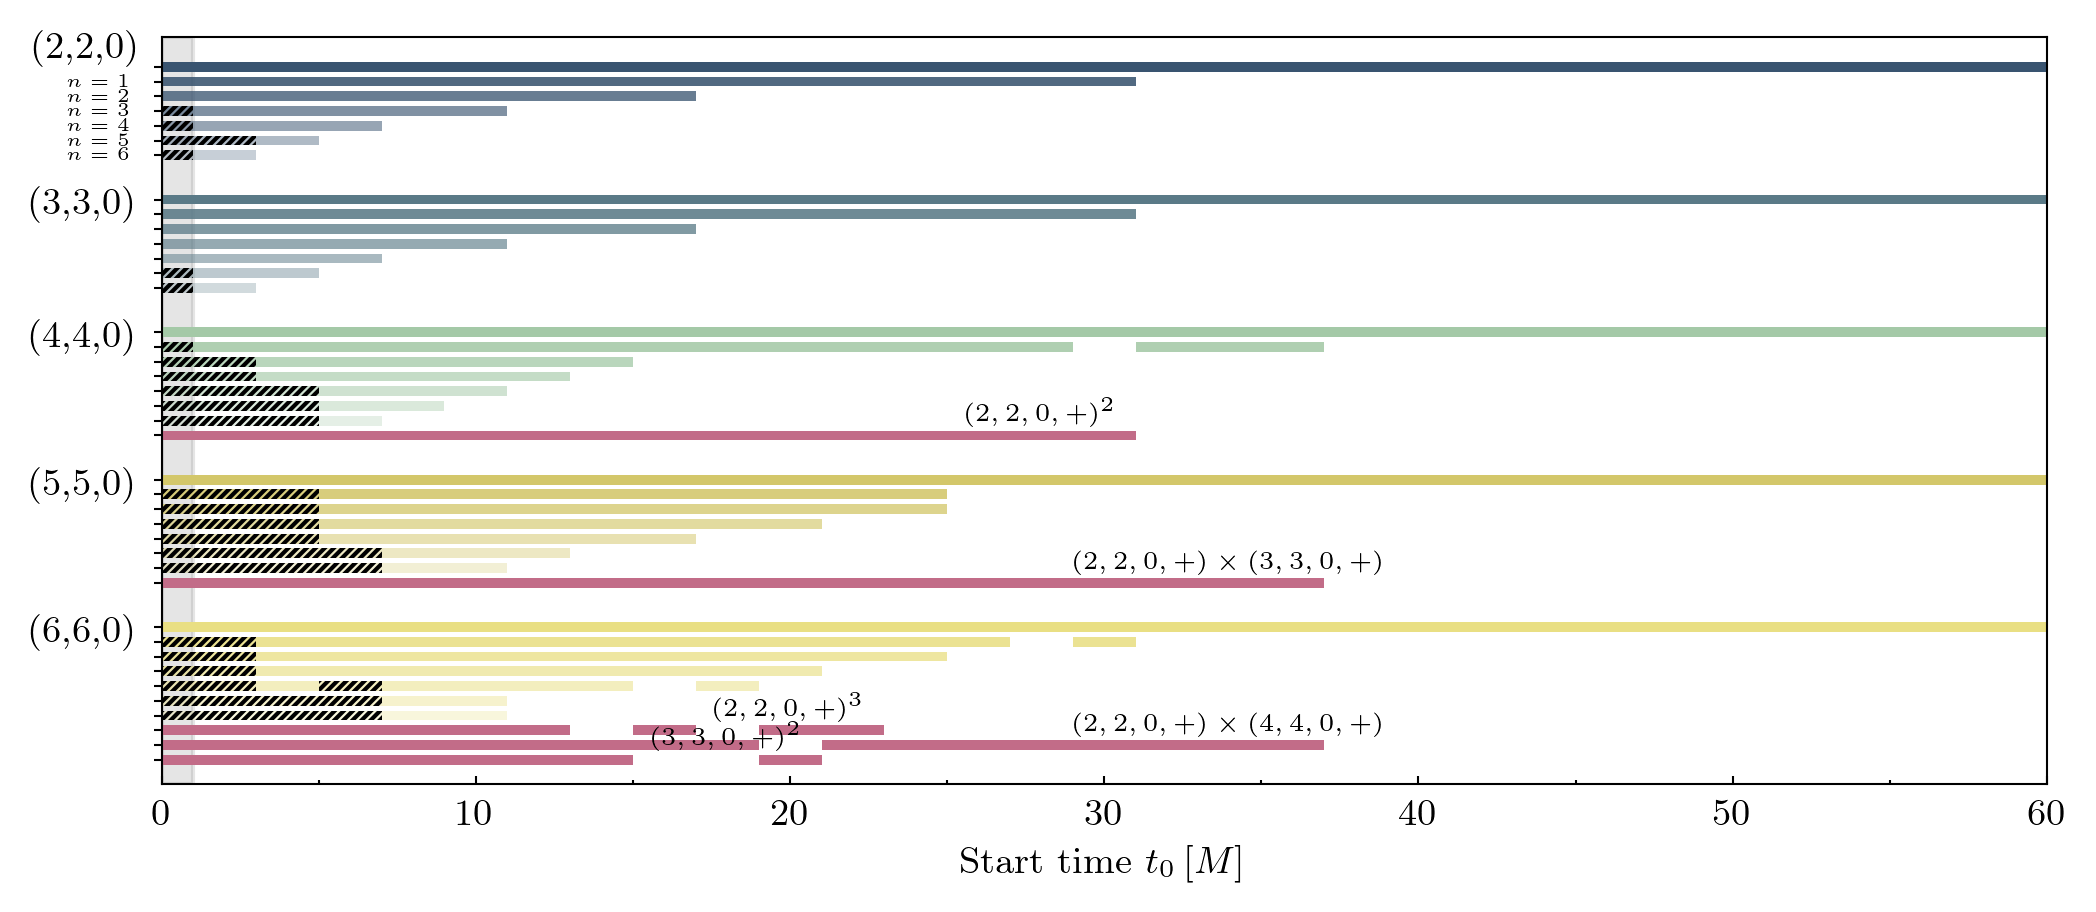 (2,2,0)
n = 1
n = 2
n = 3
n = 4
n = 5
n = 6
(3,3,0)
(4,4,0)
(2, 2, 0, +)²
(5,5,0)
(2, 2, 0, +) × (3, 3, 0, +)
(6,6,0)
(2, 2, 0, +)³
(2, 2, 0, +) × (4, 4, 0, +)
(3, 3, 0, +)²
0 10 20 30 40 50 60
Start time t₀ [M]